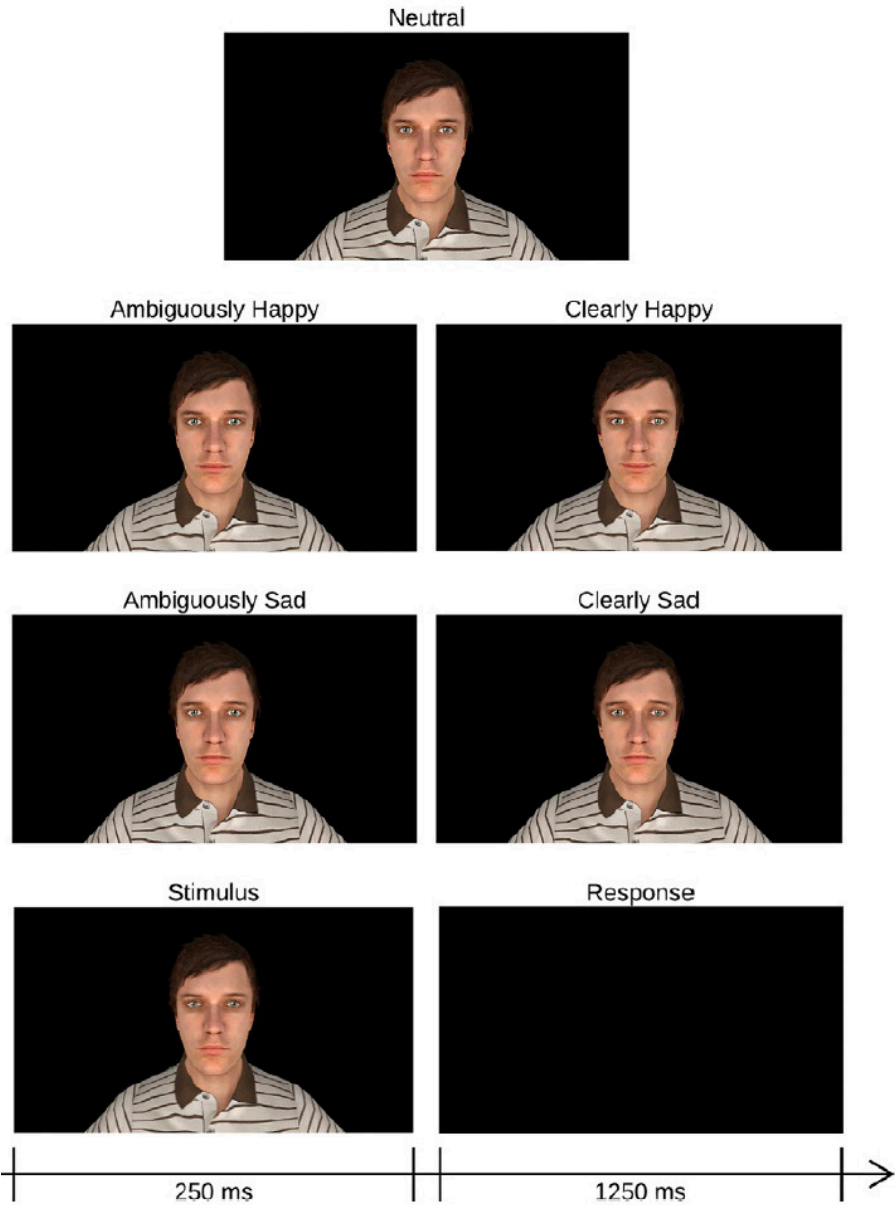 Neutral
Ambiguously Happy
Clearly Happy
Ambiguously Sad
Clearly Sad
Stimulus
Response
250 ms
1250 ms